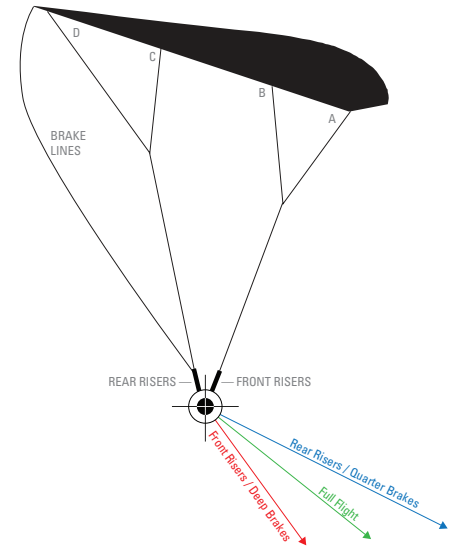 D
C
B
A
BRAKE
LINES
REAR RISERS
FRONT RISERS
Rear Risers / Quarter Brakes
Full Flight
Front Risers / Deep Brakes